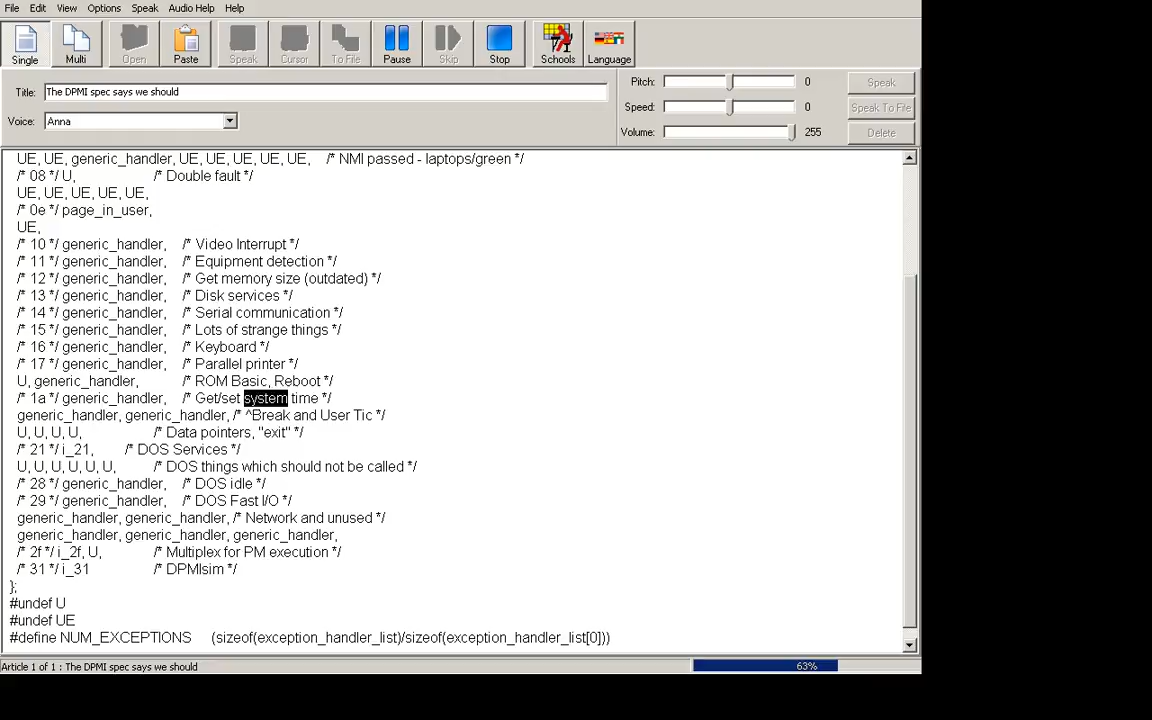 File Edit View Options Speak Audio Help Help
Single Multi Open Paste Speak Cursor To File Pause Skip Stop Schools Language
Title: The DPMI spec says we should
Voice: Anna
Pitch: 0 Speak
Speed: 0 Speak To File
Volume: 255 Delete
UE, UE, generic_handler, UE, UE, UE, UE, UE, /* NMI passed - laptops/green */
/* 08 */ U, /* Double fault */
UE, UE, UE, UE, UE,
/* 0e */ page_in_user,
UE,
/* 10 */ generic_handler, /* Video Interrupt */
/* 11 */ generic_handler, /* Equipment detection */
/* 12 */ generic_handler, /* Get memory size (outdated) */
/* 13 */ generic_handler, /* Disk services */
/* 14 */ generic_handler, /* Serial communication */
/* 15 */ generic_handler, /* Lots of strange things */
/* 16 */ generic_handler, /* Keyboard */
/* 17 */ generic_handler, /* Parallel printer */
U, generic_handler, /* ROM Basic, Reboot */
/* 1a */ generic_handler, /* Get/set system time */
generic_handler, generic_handler, /* ^Break and User Tic */
U, U, U, U, /* Data pointers, "exit" */
/* 21 */ i_21, /* DOS Services */
U, U, U, U, U, U, /* DOS things which should not be called */
/* 28 */ generic_handler, /* DOS idle */
/* 29 */ generic_handler, /* DOS Fast I/O */
generic_handler, generic_handler, /* Network and unused */
generic_handler, generic_handler, generic_handler,
/* 2f */ i_2f, U, /* Multiplex for PM execution */
/* 31 */ i_31 /* DPMIsim */
};
#undef U
#undef UE
#define NUM_EXCEPTIONS (sizeof(exception_handler_list)/sizeof(exception_handler_list[0]))
Article 1 of 1 : The DPMI spec says we should 63%